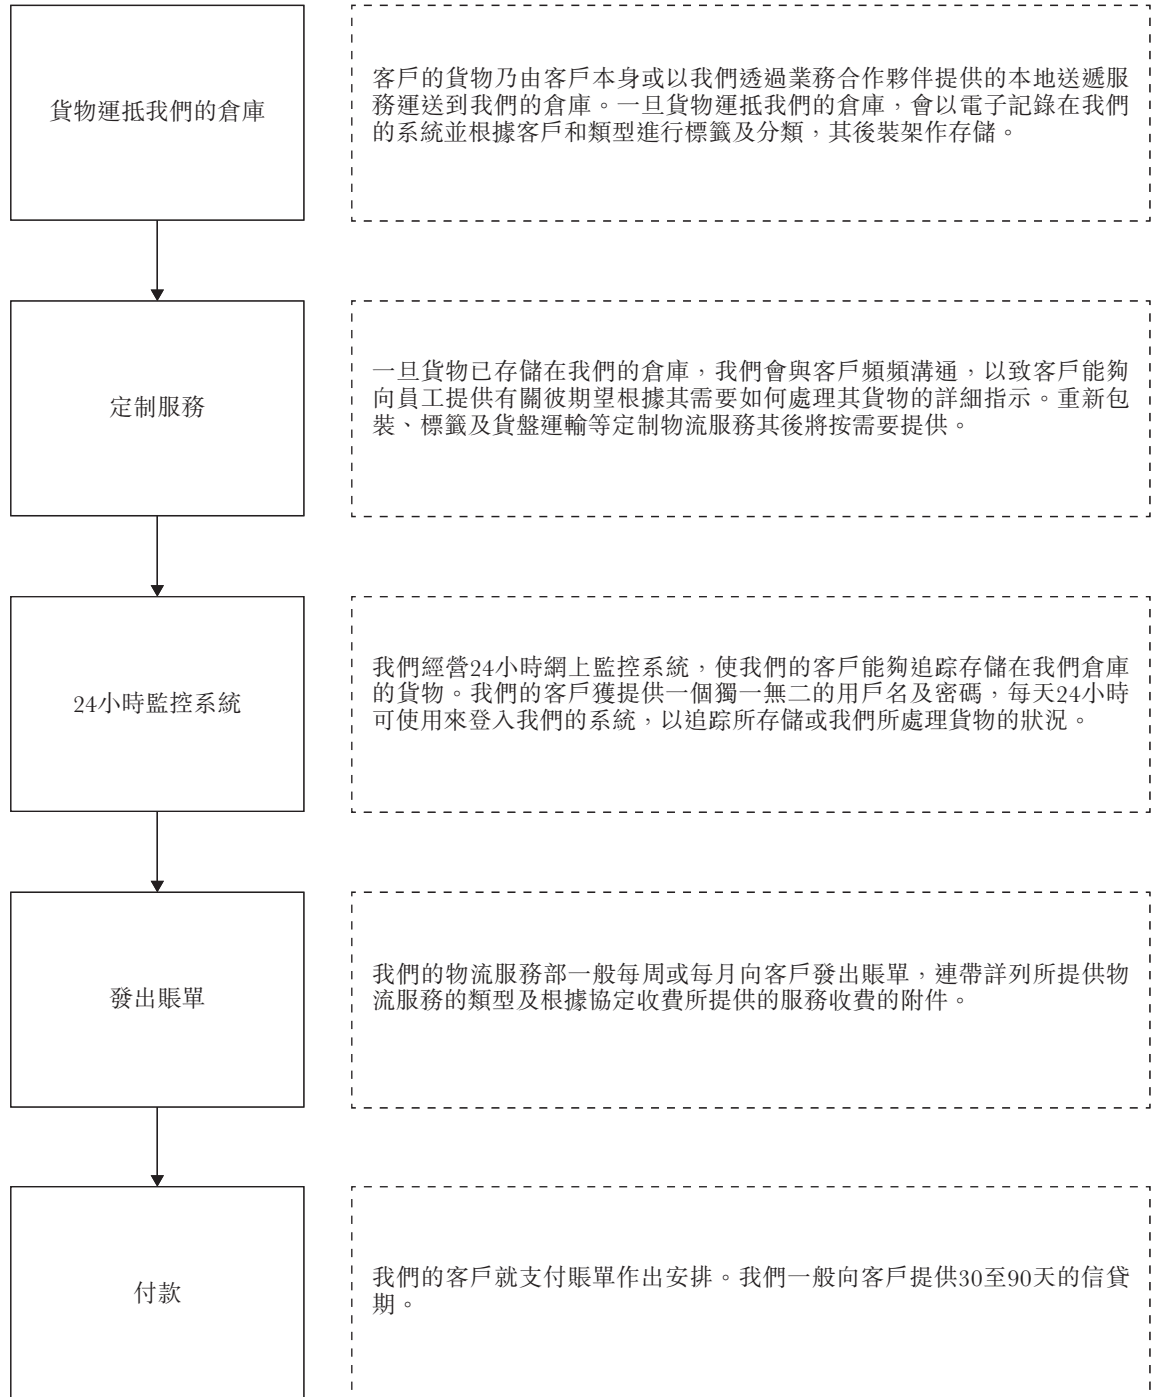 貨物運抵我們的倉庫
客戶的貨物乃由客戶本身或以我們透過業務合作夥伴提供的本地送遞服
務運送到我們的倉庫。一旦貨物運抵我們的倉庫，會以電子記錄在我們
的系統並根據客戶和類型進行標籤及分類，其後裝架作存儲。
定制服務
一旦貨物已存儲在我們的倉庫，我們會與客戶頻頻溝通，以致客戶能夠
向員工提供有關彼期望根據其需要如何處理其貨物的詳細指示。重新包
裝、標籤及貨盤運輸等定制物流服務其後將按需要提供。
24小時監控系統
我們經營24小時網上監控系統，使我們的客戶能夠追踪存儲在我們倉庫
的貨物。我們的客戶獲提供一個獨一無二的用戶名及密碼，每天24小時
可使用來登入我們的系統，以追踪所存儲或我們所處理貨物的狀況。
發出賬單
我們的物流服務部一般每周或每月向客戶發出賬單，連帶詳列所提供物
流服務的類型及根據協定收費所提供的服務收費的附件。
付款
我們的客戶就支付賬單作出安排。我們一般向客戶提供30至90天的信貸
期。